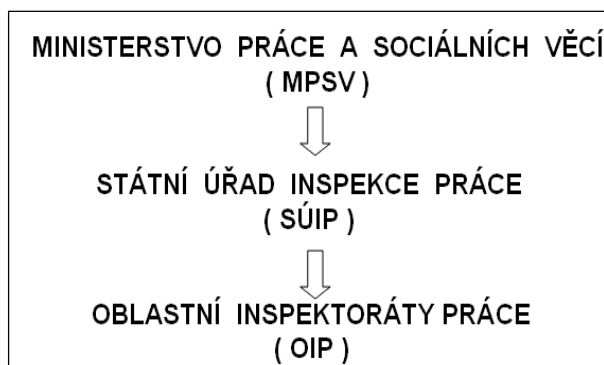 MINISTERSTVO PRÁCE A SOCIÁLNÍCH VĚCÍ
( MPSV )
STÁTNÍ ÚŘAD INSPEKCE PRÁCE
( SÚIP )
OBLASTNÍ INSPEKTORÁTY PRÁCE
( OIP )